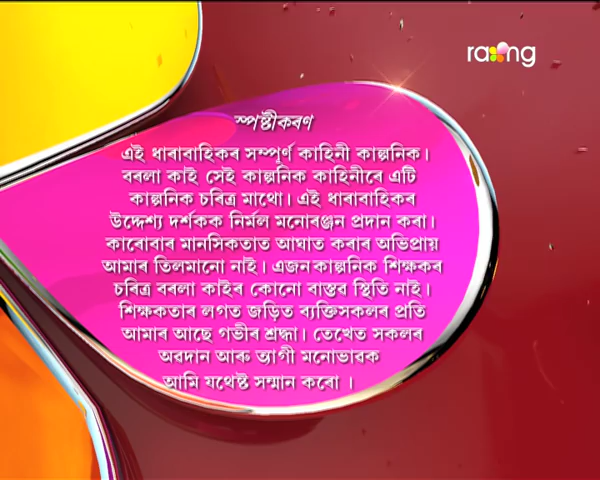 rang
স্পষ্টীকৰণ
এই ধাৰাবাহিকৰ সম্পূৰ্ণ কাহিনী কাল্পনিক।
বৰলা কাই সেই কাল্পনিক কাহিনীৰে এটি
কাল্পনিক চৰিত্ৰ মাথো। এই ধাৰাবাহিকৰ
উদ্দেশ্য দৰ্শকক নিৰ্মল মনোৰঞ্জন প্ৰদান কৰা।
কাৰোবাৰ মানসিকতাত আঘাত কৰাৰ অভিপ্ৰায়
আমাৰ তিলমানো নাই। এজন কাল্পনিক শিক্ষকৰ
চৰিত্ৰ বৰলা কাইৰ কোনো বাস্তৱ স্থিতি নাই।
শিক্ষকতাৰ লগত জড়িত ব্যক্তিসকলৰ প্ৰতি
আমাৰ আছে গভীৰ শ্ৰদ্ধা। তেখেত সকলৰ
অৱদান আৰু ত্যাগী মনোভাৱক
আমি যথেষ্ট সন্মান কৰো ।